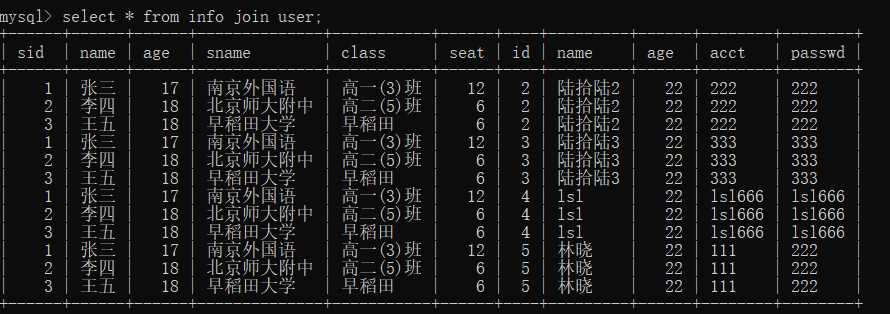 mysql> select * from info join user;
+------+------+------+--------------+-------------+------+----+---------+------+--------+--------+
| sid | name | age | sname | class | seat | id | name | age | acct | passwd |
+------+------+------+--------------+-------------+------+----+---------+------+--------+--------+
| 1 | 张三 | 17 | 南京外国语 | 高一(3)班 | 12 | 2 | 陆拾陆2 | 22 | 222 | 222 |
| 2 | 李四 | 18 | 北京师大附中 | 高二(5)班 | 6 | 2 | 陆拾陆2 | 22 | 222 | 222 |
| 3 | 王五 | 18 | 早稻田大学 | 早稻田 | 6 | 2 | 陆拾陆2 | 22 | 222 | 222 |
| 1 | 张三 | 17 | 南京外国语 | 高一(3)班 | 12 | 3 | 陆拾陆3 | 22 | 333 | 333 |
| 2 | 李四 | 18 | 北京师大附中 | 高二(5)班 | 6 | 3 | 陆拾陆3 | 22 | 333 | 333 |
| 3 | 王五 | 18 | 早稻田大学 | 早稻田 | 6 | 3 | 陆拾陆3 | 22 | 333 | 333 |
| 1 | 张三 | 17 | 南京外国语 | 高一(3)班 | 12 | 4 | lsl | 22 | lsl666 | lsl666 |
| 2 | 李四 | 18 | 北京师大附中 | 高二(5)班 | 6 | 4 | lsl | 22 | lsl666 | lsl666 |
| 3 | 王五 | 18 | 早稻田大学 | 早稻田 | 6 | 4 | lsl | 22 | lsl666 | lsl666 |
| 1 | 张三 | 17 | 南京外国语 | 高一(3)班 | 12 | 5 | 林晓 | 22 | 111 | 222 |
| 2 | 李四 | 18 | 北京师大附中 | 高二(5)班 | 6 | 5 | 林晓 | 22 | 111 | 222 |
| 3 | 王五 | 18 | 早稻田大学 | 早稻田 | 6 | 5 | 林晓 | 22 | 111 | 222 |
+------+------+------+--------------+-------------+------+----+---------+------+--------+--------+